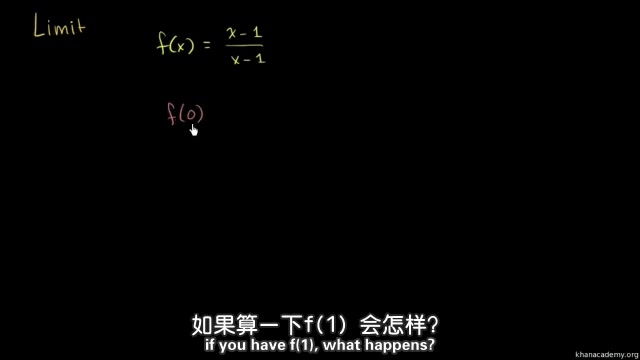 Limit
f(x) = x-1 / x-1
f(0)
如果算一下f(1) 会怎样?
if you have f(1), what happens?
khanacademy.org